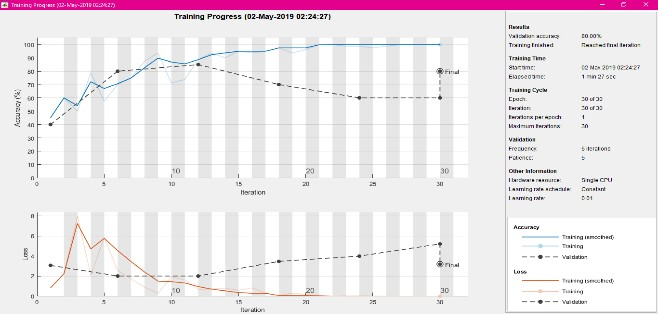 Training Progress (02-May-2019 02:24:27)
Training Progress (02-May-2019 02:24:27)
Accuracy (%)
100
90
80
70
60
50
40
30
20
10
0
Final
10
20
30
0
5
10
15
20
25
30
Iteration
Loss
8
6
4
2
0
Final
10
20
30
0
5
10
15
20
25
30
Iteration
Results
Validation accuracy: 80.00%
Training finished: Reached final iteration
Training Time
Start time: 02-May-2019 02:24:27
Elapsed time: 1 min 27 sec
Training Cycle
Epoch: 30 of 30
Iteration: 30 of 30
Iterations per epoch: 1
Maximum iterations: 30
Validation
Frequency: 6 iterations
Patience: 5
Other Information
Hardware resource: Single CPU
Learning rate schedule: Constant
Learning rate: 0.01
Accuracy
Training (smoothed)
Training
Validation
Loss
Training (smoothed)
Training
Validation